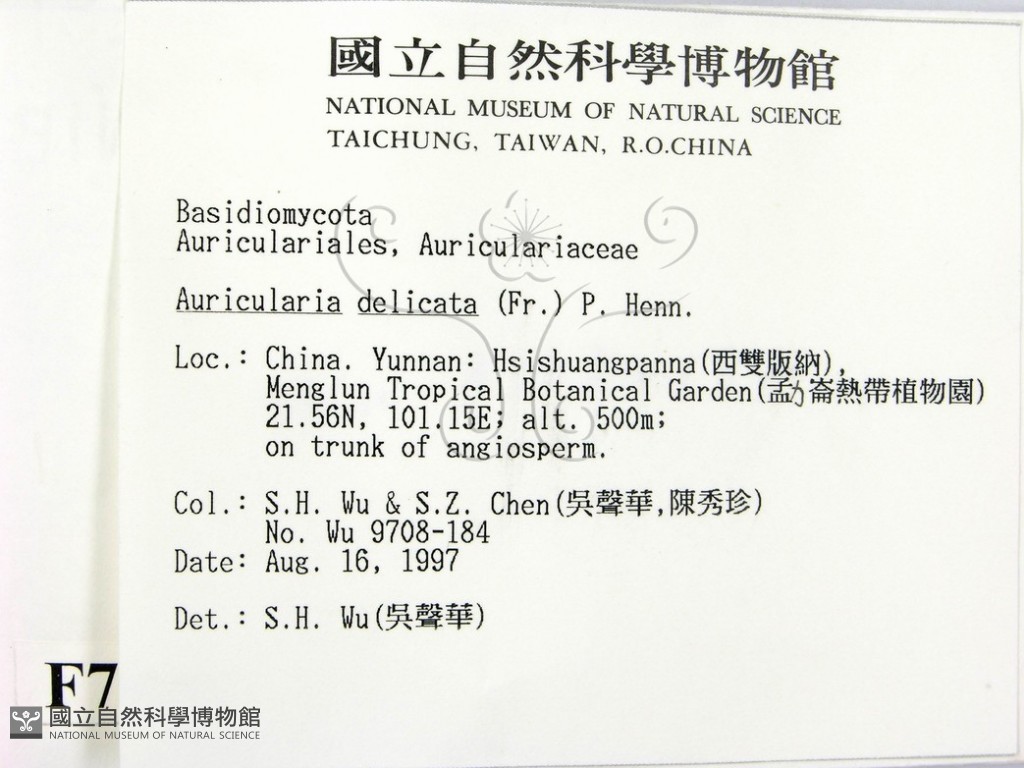 國立自然科學博物館
NATIONAL MUSEUM OF NATURAL SCIENCE
TAICHUNG, TAIWAN, R.O.CHINA
Basidiomycota
Auriculariales, Auriculariaceae
Auricularia delicata (Fr.) P. Henn.
Loc.: China. Yunnan: Hsishuangpanna(西雙版納),
Menglun Tropical Botanical Garden(孟力崙熱帶植物園)
21.56N, 101.15E; alt. 500m;
on trunk of angiosperm.
Col.: S.H. Wu & S.Z. Chen(吳聲華,陳秀珍)
No. Wu 9708-184
Date: Aug. 16, 1997
Det.: S.H. Wu(吳聲華)
F7
國立自然科學博物館
NATIONAL MUSEUM OF NATURAL SCIENCE